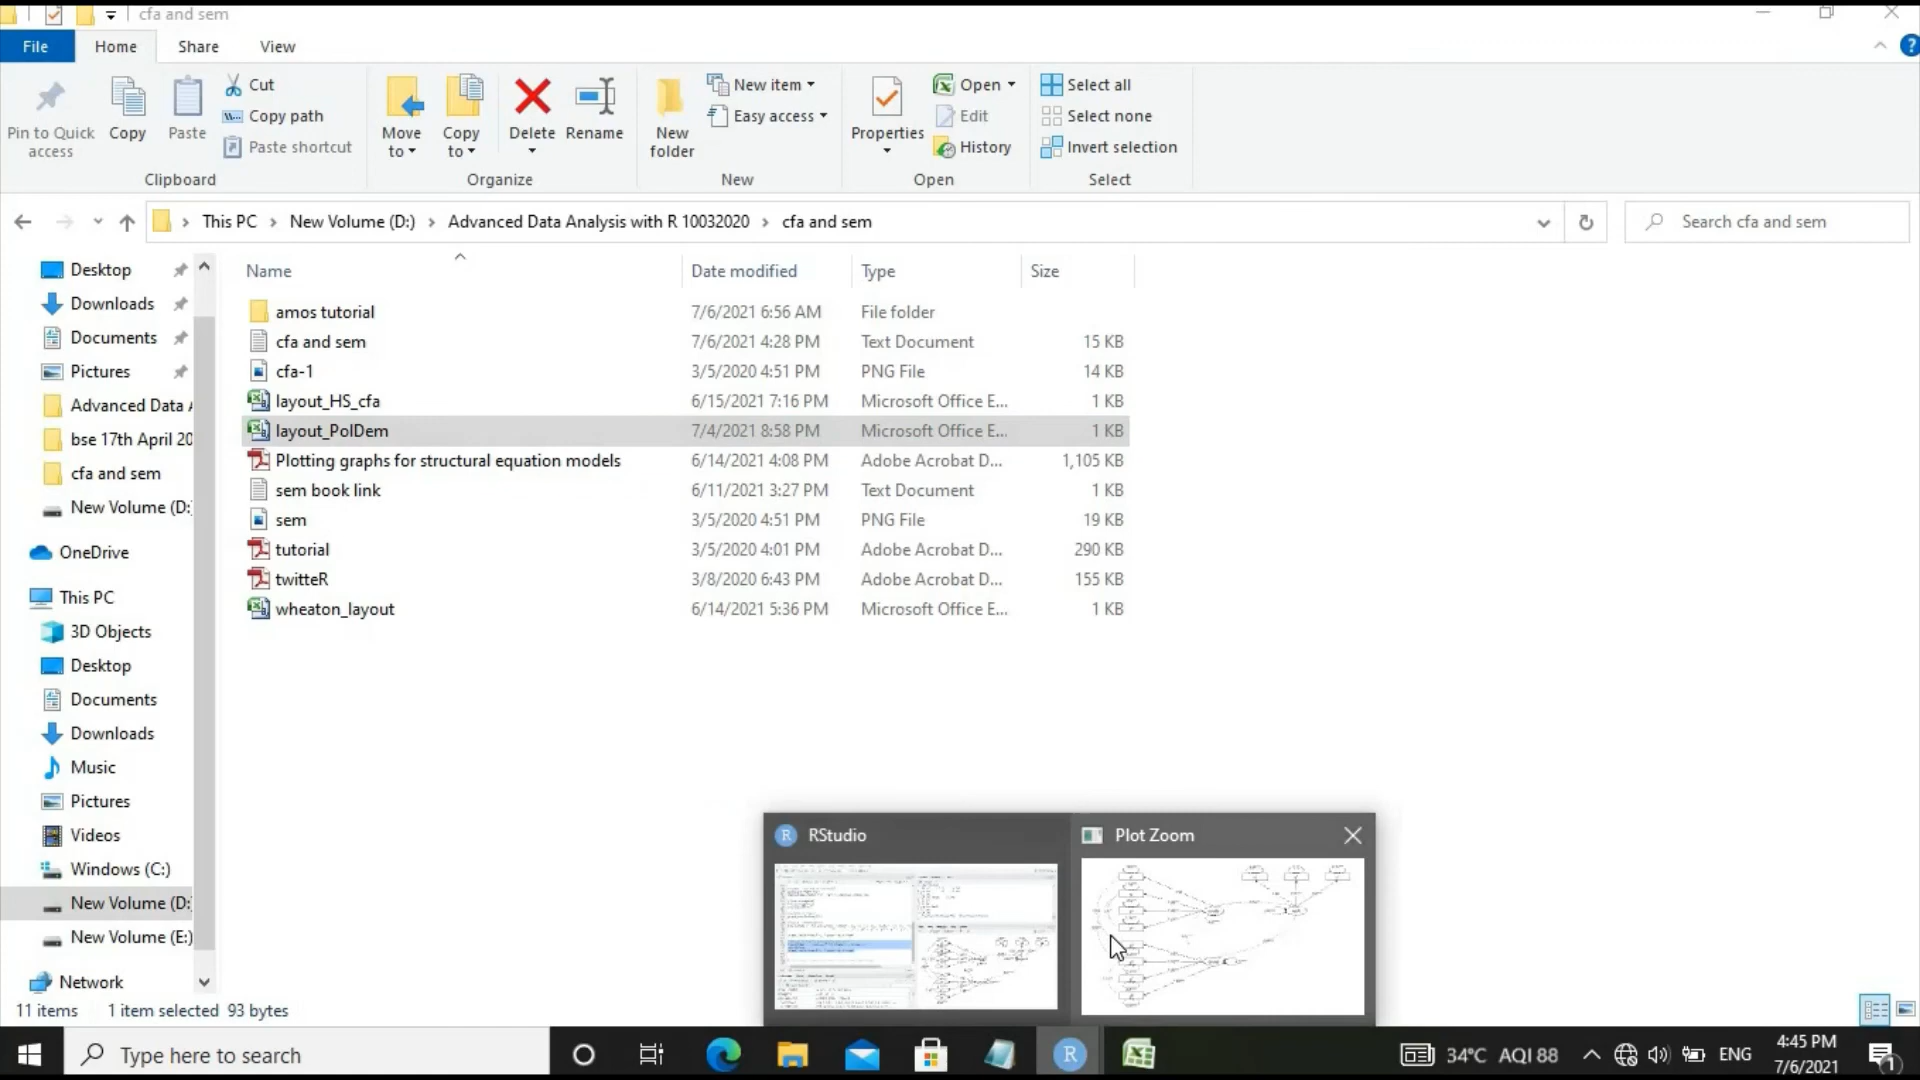 cfa and sem
File Home Share View
Pin to Quick access
Copy
Paste
Cut
Copy path
Paste shortcut
Clipboard
Move to
Copy to
Delete
Rename
Organize
New folder
New item
Easy access
New
Properties
Open
Edit
History
Open
Select all
Select none
Invert selection
Select
This PC > New Volume (D:) > Advanced Data Analysis with R 10032020 > cfa and sem
Search cfa and sem
Desktop
Downloads
Documents
Pictures
Advanced Data A
bse 17th April 20
cfa and sem
New Volume (D:
OneDrive
This PC
3D Objects
Desktop
Documents
Downloads
Music
Pictures
Videos
Windows (C:)
New Volume (D:
New Volume (E:)
Network
Name Date modified Type Size
amos tutorial 7/6/2021 6:56 AM File folder
cfa and sem 7/6/2021 4:28 PM Text Document 15 KB
cfa-1 3/5/2020 4:51 PM PNG File 14 KB
layout_HS_cfa 6/15/2021 7:16 PM Microsoft Office E... 1 KB
layout_PolDem 7/4/2021 8:58 PM Microsoft Office E... 1 KB
Plotting graphs for structural equation models 6/14/2021 4:08 PM Adobe Acrobat D... 1,105 KB
sem book link 6/11/2021 3:27 PM Text Document 1 KB
sem 3/5/2020 4:51 PM PNG File 19 KB
tutorial 3/5/2020 4:01 PM Adobe Acrobat D... 290 KB
twitteR 3/8/2020 6:43 PM Adobe Acrobat D... 155 KB
wheaton_layout 6/14/2021 5:36 PM Microsoft Office E... 1 KB
R RStudio
Plot Zoom
11 items 1 item selected 93 bytes
Type here to search
R
34°C AQI 88
ENG
4:45 PM
7/6/2021
1